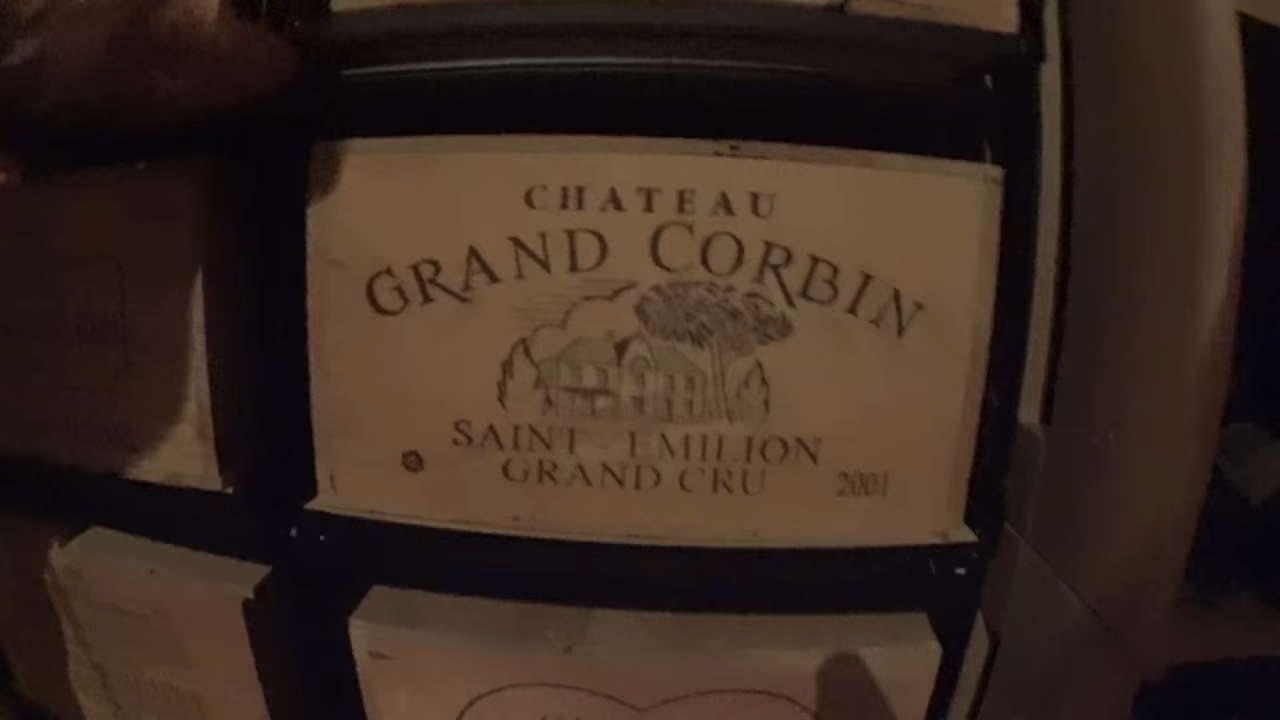 CHATEAU
GRAND CORBIN
SAINT-EMILION
GRAND CRU
2001